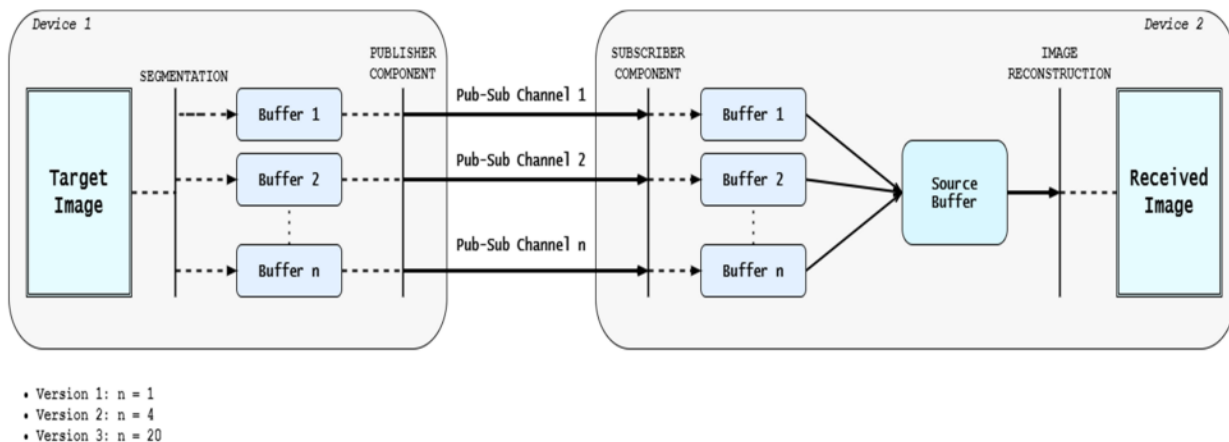 Device 1
Device 2
PUBLISHER
COMPONENT
SUBSCRIBER
COMPONENT
IMAGE
RECONSTRUCTION
SEGMENTATION
Pub-Sub Channel 1
Buffer 1
Buffer 1
Pub-Sub Channel 2
Target
Image
Buffer 2
Buffer 2
Source
Buffer
Received
Image
Pub-Sub Channel n
Buffer n
Buffer n
• Version 1: n = 1
• Version 2: n = 4
• Version 3: n = 20